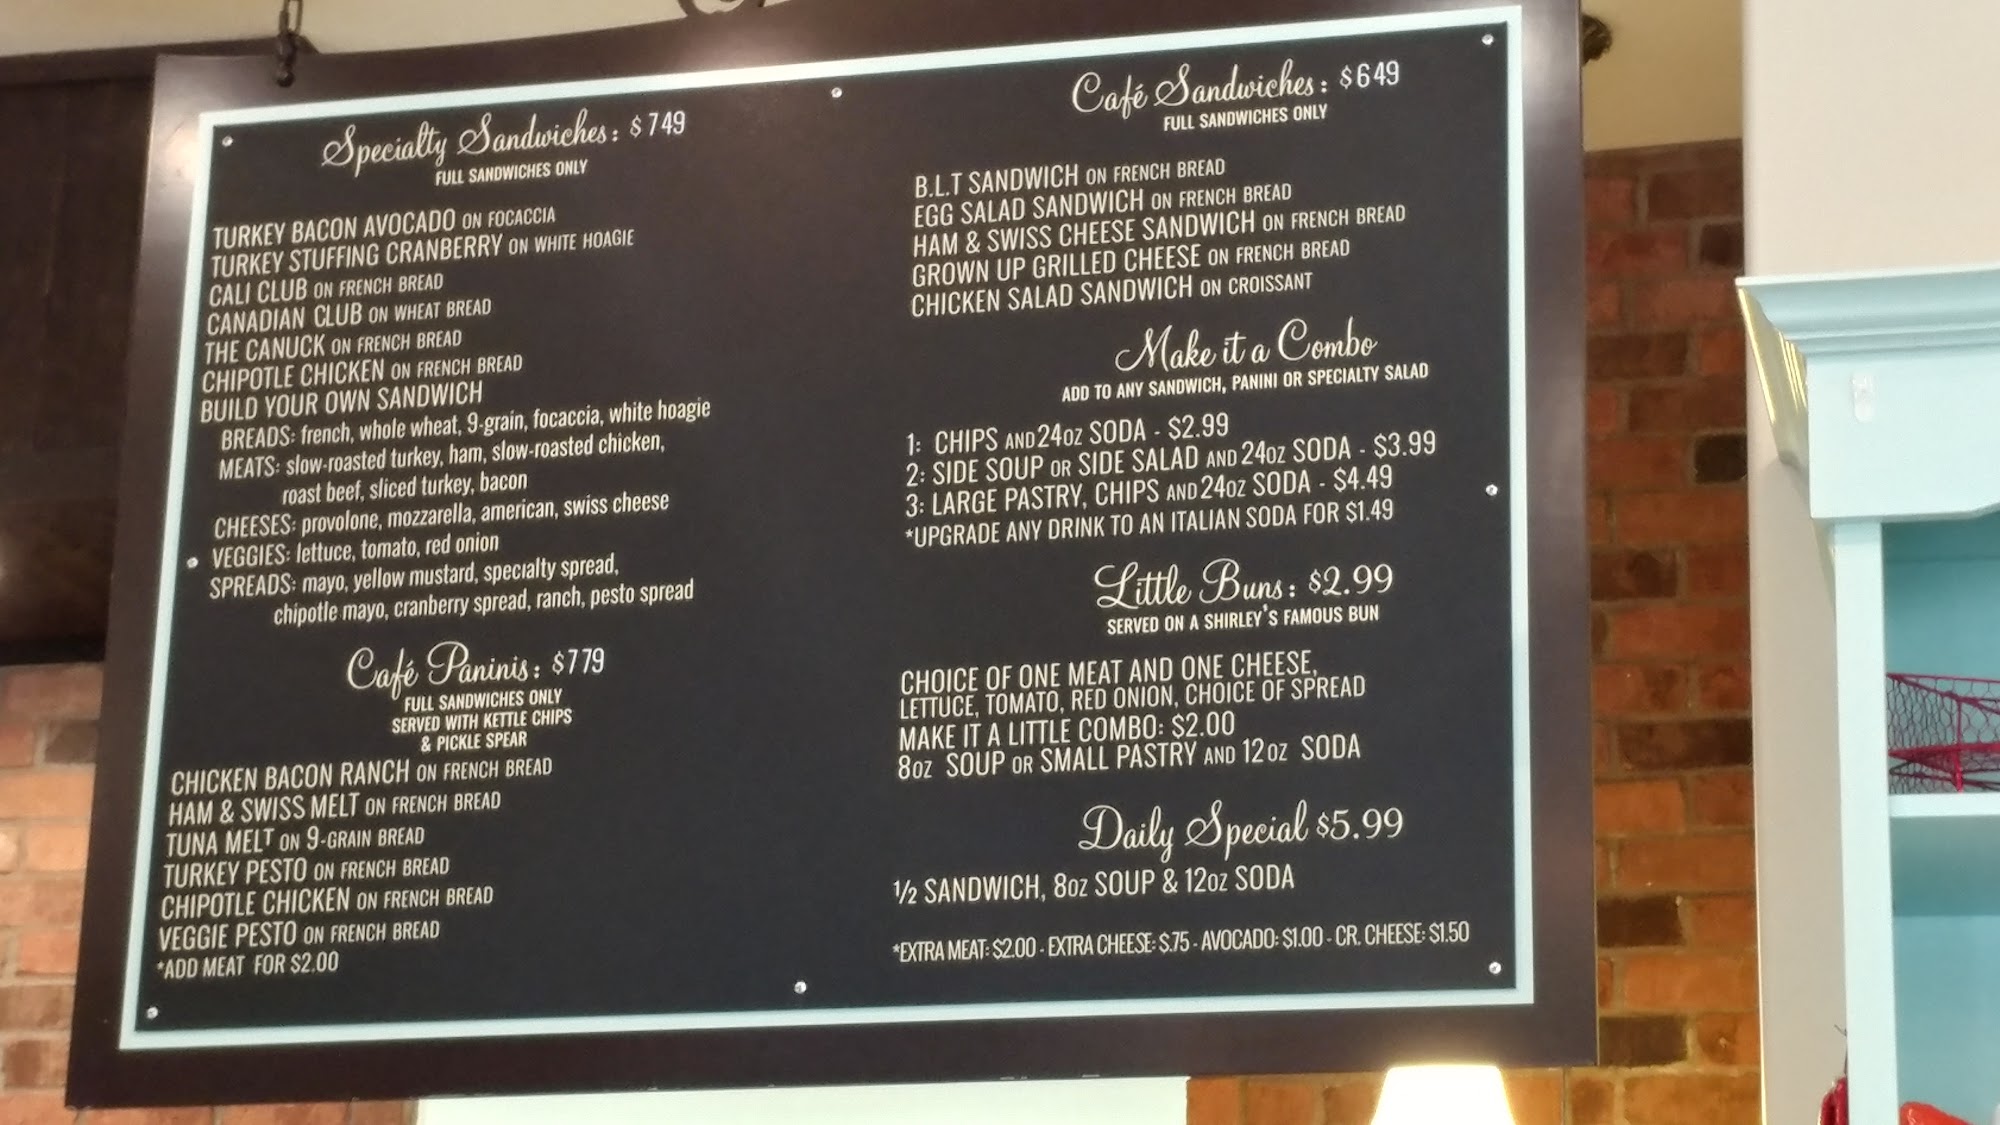 Specialty Sandwiches: $749
FULL SANDWICHES ONLY
TURKEY BACON AVOCADO ON FOCACCIA
TURKEY STUFFING CRANBERRY ON WHITE HOAGIE
CALI CLUB ON FRENCH BREAD
CANADIAN CLUB ON WHEAT BREAD
THE CANUCK ON FRENCH BREAD
CHIPOTLE CHICKEN ON FRENCH BREAD
BUILD YOUR OWN SANDWICH
BREADS: french, whole wheat, 9-grain, focaccia, white hoagie
MEATS: slow-roasted turkey, ham, slow-roasted chicken,
roast beef, sliced turkey, bacon
CHEESES: provolone, mozzarella, american, swiss cheese
VEGGIES: lettuce, tomato, red onion
SPREADS: mayo, yellow mustard, specialty spread,
chipotle mayo, cranberry spread, ranch, pesto spread
Café Paninis: $779
FULL SANDWICHES ONLY
SERVED WITH KETTLE CHIPS
& PICKLE SPEAR
CHICKEN BACON RANCH ON FRENCH BREAD
HAM & SWISS MELT ON FRENCH BREAD
TUNA MELT ON 9-GRAIN BREAD
TURKEY PESTO ON FRENCH BREAD
CHIPOTLE CHICKEN ON FRENCH BREAD
VEGGIE PESTO ON FRENCH BREAD
*ADD MEAT FOR $2.00
Café Sandwiches: $649
FULL SANDWICHES ONLY
B.L.T SANDWICH ON FRENCH BREAD
EGG SALAD SANDWICH ON FRENCH BREAD
HAM & SWISS CHEESE SANDWICH ON FRENCH BREAD
GROWN UP GRILLED CHEESE ON FRENCH BREAD
CHICKEN SALAD SANDWICH ON CROISSANT
Make it a Combo
ADD TO ANY SANDWICH, PANINI OR SPECIALTY SALAD
1: CHIPS AND 24OZ SODA - $2.99
2: SIDE SOUP OR SIDE SALAD AND 24OZ SODA - $3.99
3: LARGE PASTRY, CHIPS AND 24OZ SODA - $4.49
*UPGRADE ANY DRINK TO AN ITALIAN SODA FOR $1.49
Little Buns: $2.99
SERVED ON A SHIRLEY'S FAMOUS BUN
CHOICE OF ONE MEAT AND ONE CHEESE,
LETTUCE, TOMATO, RED ONION, CHOICE OF SPREAD
MAKE IT A LITTLE COMBO: $2.00
8OZ SOUP OR SMALL PASTRY AND 12OZ SODA
Daily Special $5.99
½ SANDWICH, 8OZ SOUP & 12OZ SODA
*EXTRA MEAT: $2.00 - EXTRA CHEESE: $.75 - AVOCADO: $1.00 - CR. CHEESE: $1.50